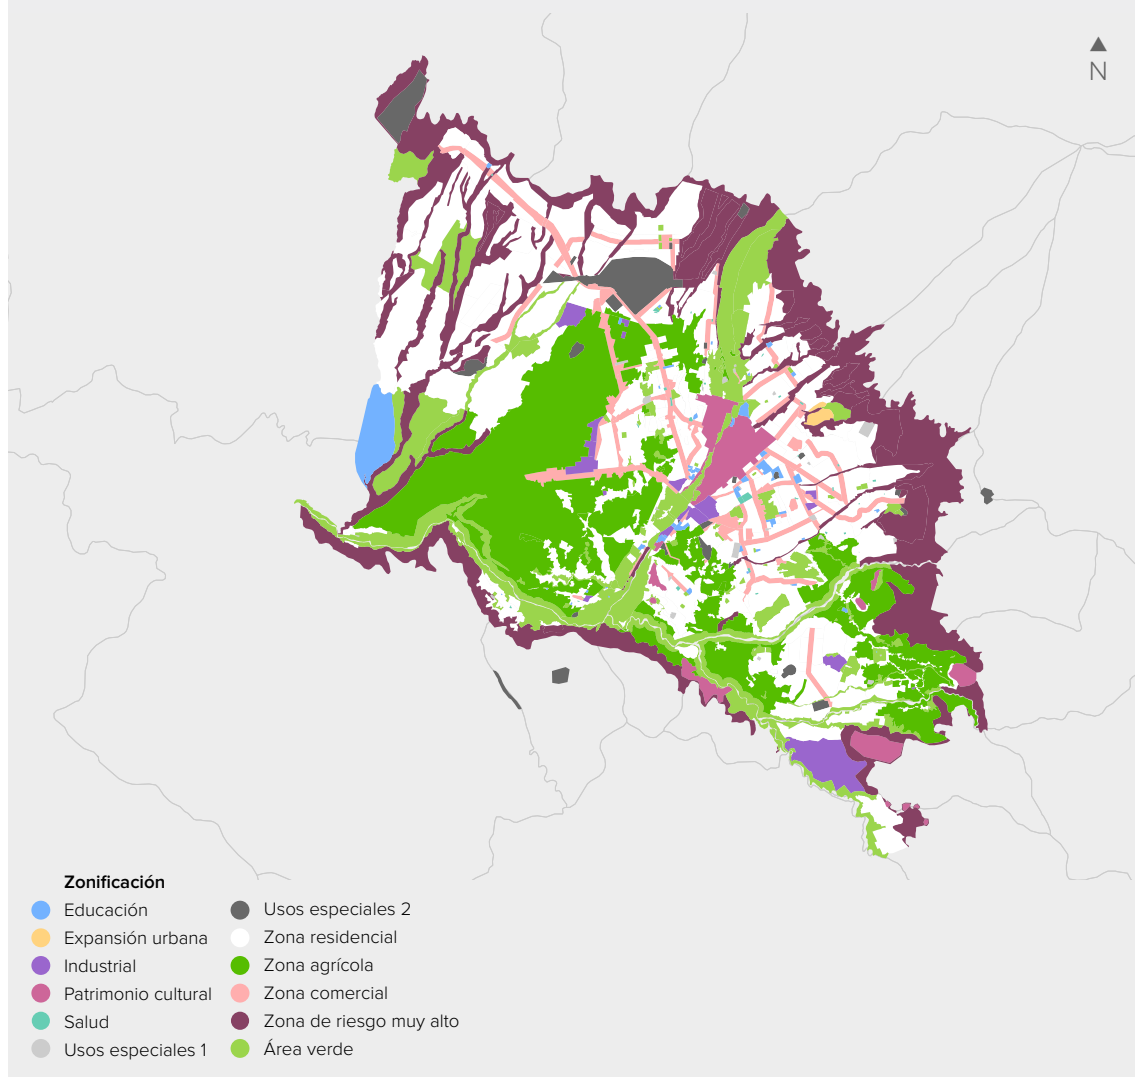 N
Zonificación
Educación
Expansión urbana
Industrial
Patrimonio cultural
Salud
Usos especiales 1
Usos especiales 2
Zona residencial
Zona agrícola
Zona comercial
Zona de riesgo muy alto
Área verde